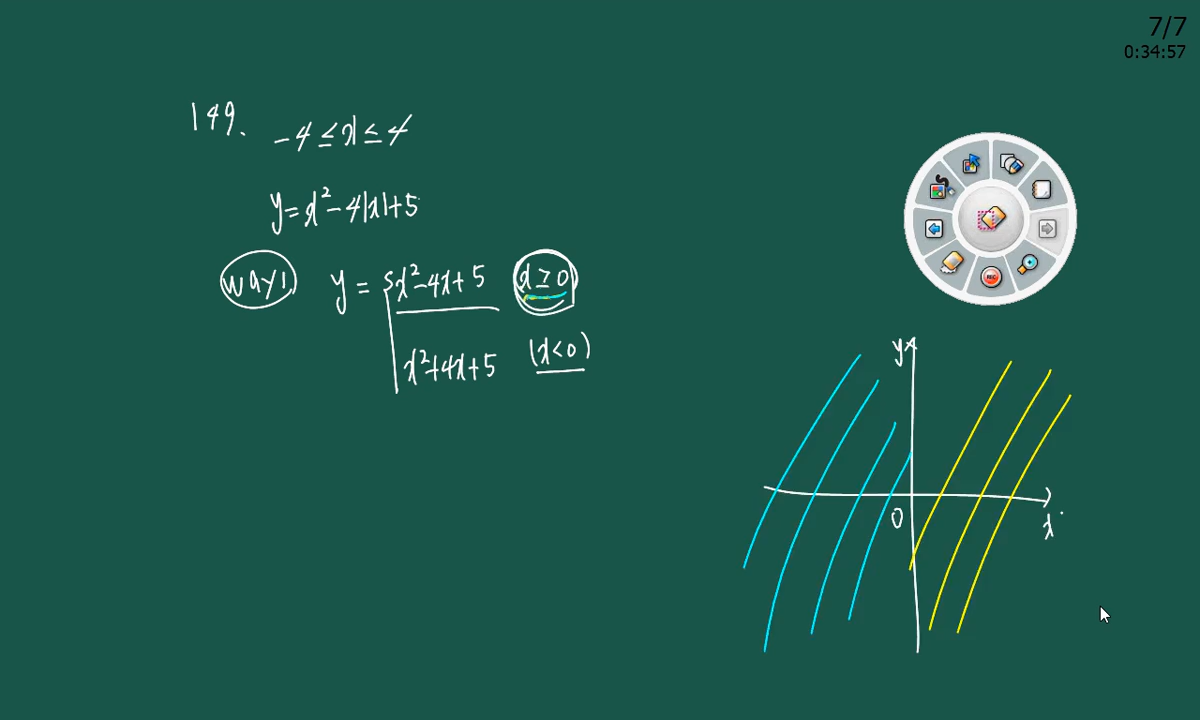 7/7
0:34:57
149. -4 ≤ x ≤ 4
y = x² - 4|x| + 5
way1 y = { x² - 4x + 5 (x ≥ 0)
x² + 4x + 5 (x < 0)
y
0
x
REC